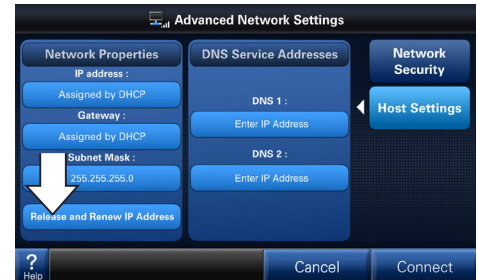 Advanced Network Settings
Network Properties
IP address :
Assigned by DHCP
Gateway :
Assigned by DHCP
Subnet Mask :
255.255.255.0
Release and Renew IP Address
DNS Service Addresses
DNS 1 :
Enter IP Address
DNS 2 :
Enter IP Address
Network
Security
Host Settings
?
Help
Cancel
Connect